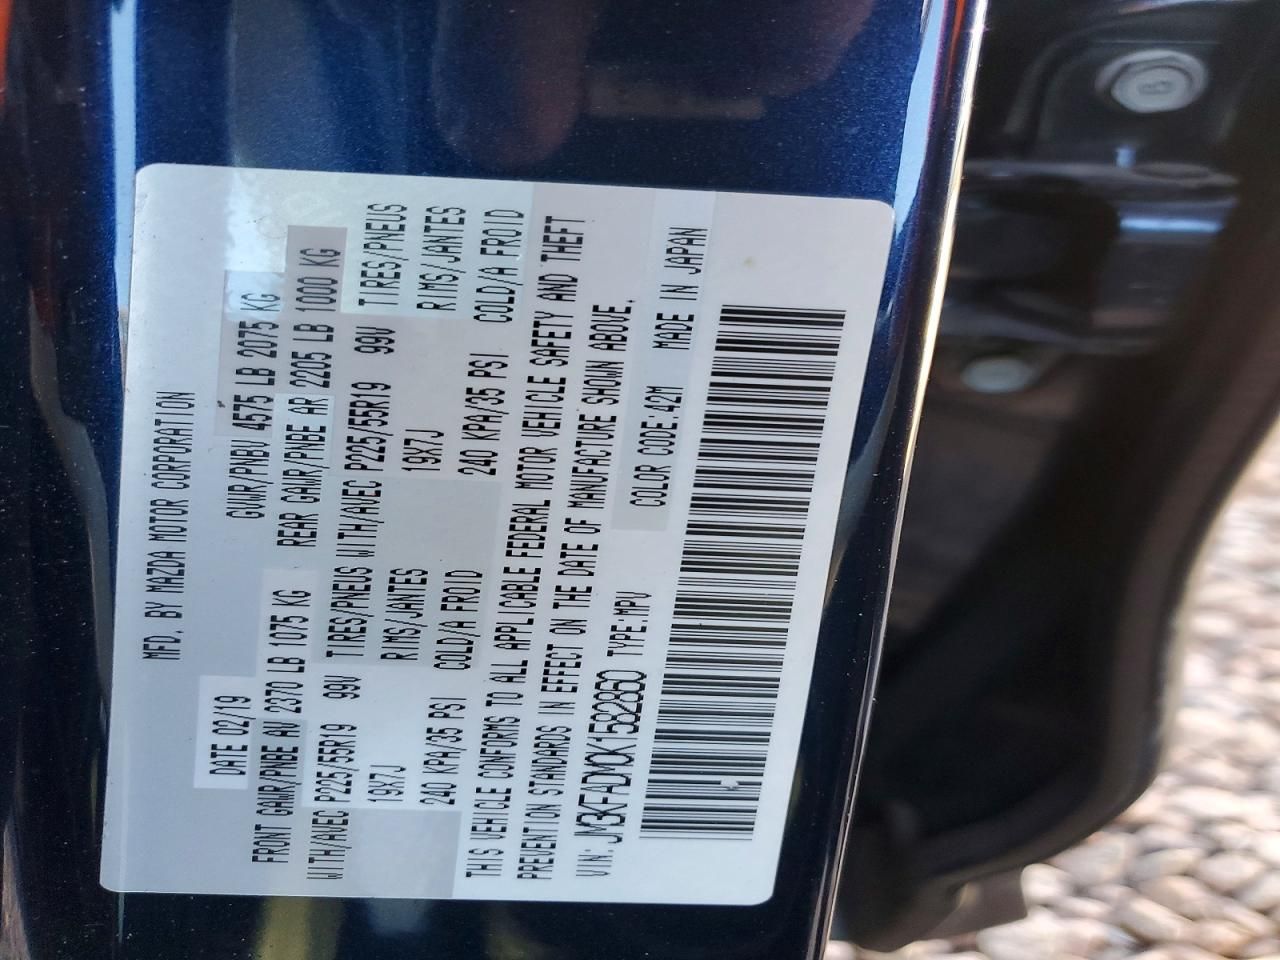 MFD. BY MAZDA MOTOR CORPORATION
DATE 02/19 GVWR/PNBV 4575 LB 2075 KG
FRONT GAWR/PNBE AV 2370 LB 1075 KG REAR GAWR/PNBE AR 2205 LB 1000 KG
WITH/AVEC P225/55R19 99V TIRES/PNEUS WITH/AVEC P225/55R19 99V TIRES/PNEUS
19X7J RIMS/JANTES 19X7J RIMS/JANTES
240 KPA/35 PSI COLD/A FROID 240 KPA/35 PSI COLD/A FROID
THIS VEHICLE CONFORMS TO ALL APPLICABLE FEDERAL MOTOR VEHICLE SAFETY AND THEFT
PREVENTION STANDARDS IN EFFECT ON THE DATE OF MANUFACTURE SHOWN ABOVE.
VIN: JM3KFADM0K1582860 TYPE:MPV COLOR CODE:42M MADE IN JAPAN